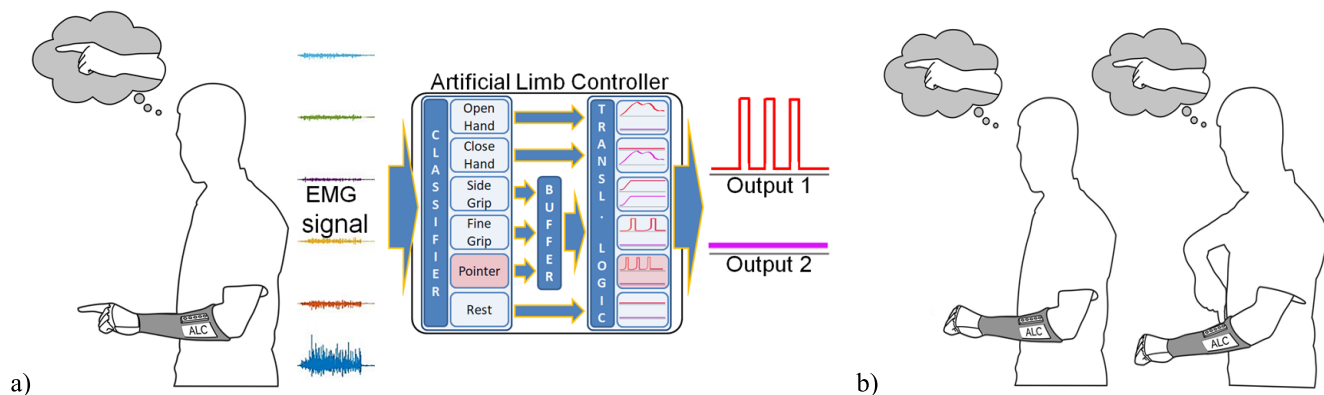 Artificial Limb Controller
EMG
signal
ALC
CLASSIFIER
Open
Hand
Close
Hand
Side
Grip
Fine
Grip
Pointer
Rest
BUFFER
TRANSL. LOGIC
Output 1
Output 2
a)
ALC
ALC
b)